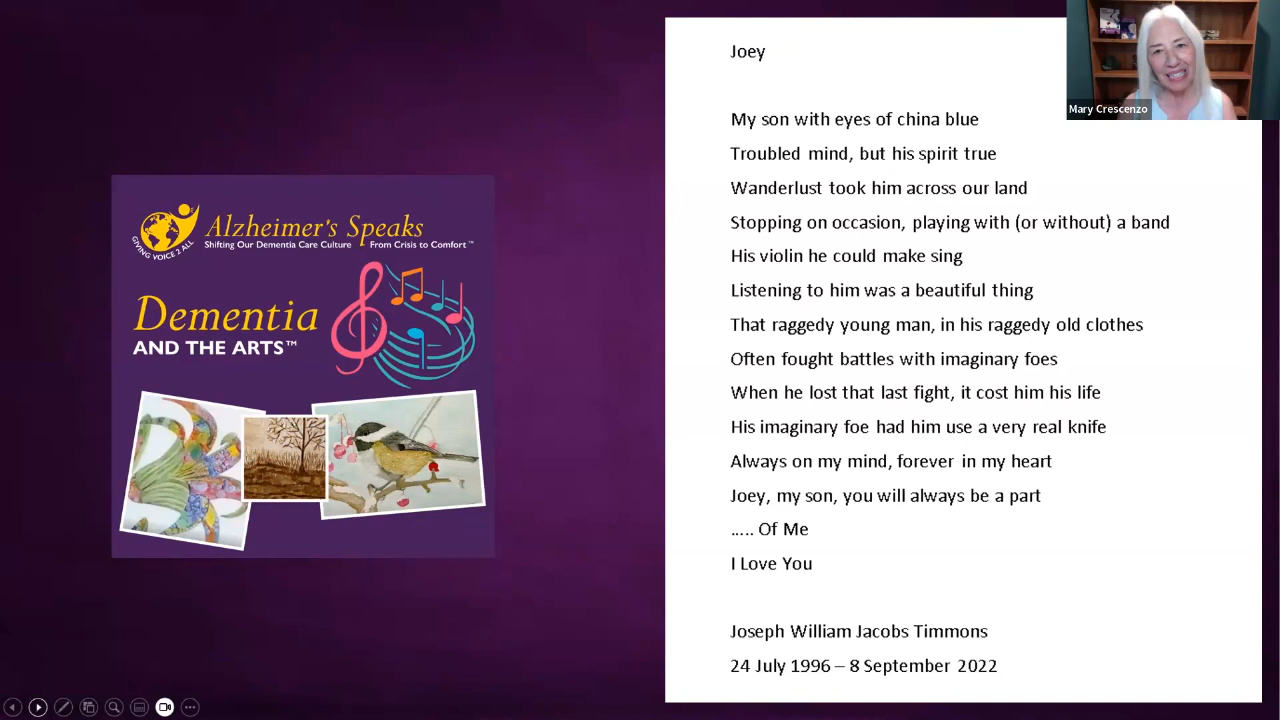 GIVING VOICE 2 ALL
Alzheimer's Speaks
Shifting Our Dementia Care Culture From Crisis to Comfort™
Dementia
AND THE ARTS™
Joey
My son with eyes of china blue
Troubled mind, but his spirit true
Wanderlust took him across our land
Stopping on occasion, playing with (or without) a band
His violin he could make sing
Listening to him was a beautiful thing
That raggedy young man, in his raggedy old clothes
Often fought battles with imaginary foes
When he lost that last fight, it cost him his life
His imaginary foe had him use a very real knife
Always on my mind, forever in my heart
Joey, my son, you will always be a part
..... Of Me
I Love You
Joseph William Jacobs Timmons
24 July 1996 – 8 September 2022
Mary Crescenzo